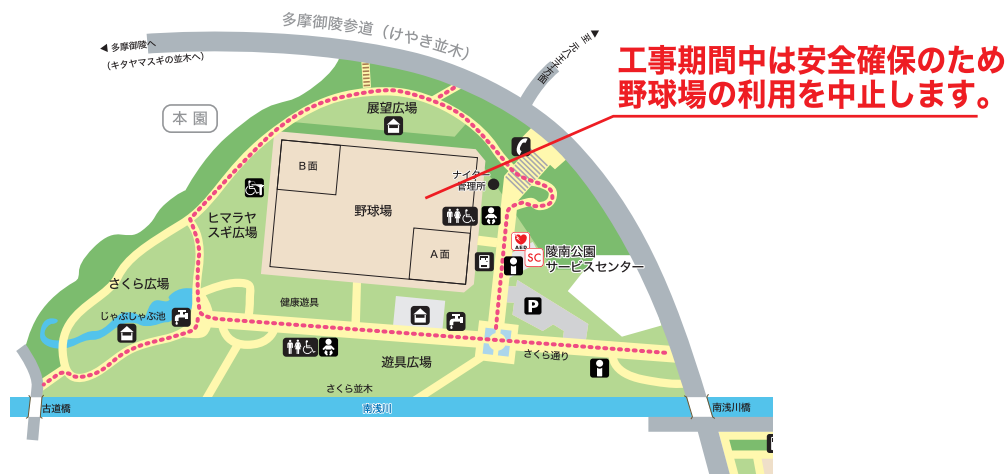 多摩御陵参道（けやき並木）
◀ 多摩御陵へ
（キタヤマスギの並木へ）
至 元八王子方面 ▶
工事期間中は安全確保のため
野球場の利用を中止します。
本 園
展望広場
B面
ナイター
管理所
野球場
ヒマラヤ
スギ広場
A面
AED
SC
陵南公園
サービスセンター
さくら広場
じゃぶじゃぶ池
健康遊具
P
遊具広場
さくら通り
さくら並木
古道橋
南浅川
南浅川橋